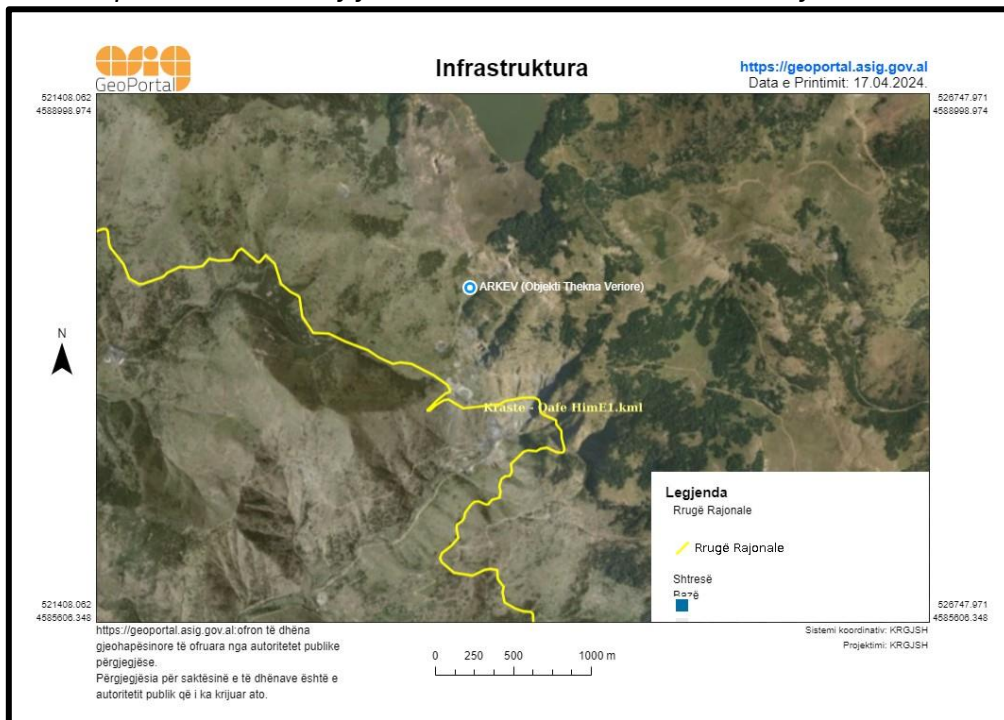 asig
GeoPortal
Infrastruktura
https://geoportal.asig.gov.al
Data e Printimit: 17.04.2024.
521408.062
4588998.974
526747.971
4588998.974
ARKEV (Objekti Thekna Veriore)
N
Kraste - Qafe HimE1.kml
Legjenda
Rrugë Rajonale
Rrugë Rajonale
Shtresë
Bazë
521408.062
4585606.348
526747.971
4585606.348
https://geoportal.asig.gov.al:ofron të dhëna
gjeohapësinore të ofruara nga autoritetet publike
përgjegjëse.
Përgjegjësia për saktësinë e të dhënave është e
autoritetit publik që i ka krijuar ato.
0 250 500 1000 m
Sistemi koordinativ: KRGJSH
Projektimi: KRGJSH